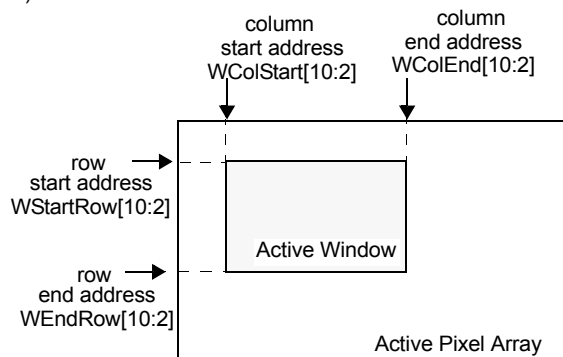 column
start address
WColStart[10:2]
column
end address
WColEnd[10:2]
row
start address
WStartRow[10:2]
Active Window
row
end address
WEndRow[10:2]
Active Pixel Array